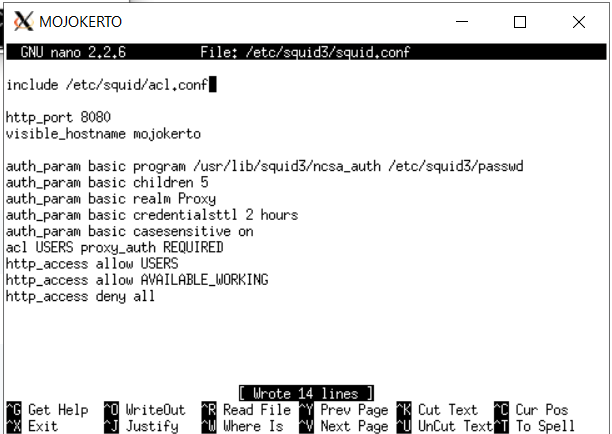 MOJOKERTO
GNU nano 2.2.6 File: /etc/squid3/squid.conf
include /etc/squid/acl.conf
http_port 8080
visible_hostname mojokerto
auth_param basic program /usr/lib/squid3/ncsa_auth /etc/squid3/passwd
auth_param basic children 5
auth_param basic realm Proxy
auth_param basic credentialsttl 2 hours
auth_param basic casesensitive on
acl USERS proxy_auth REQUIRED
http_access allow USERS
http_access allow AVAILABLE_WORKING
http_access deny all
[ Wrote 14 lines ]
^G Get Help ^O WriteOut ^R Read File ^Y Prev Page ^K Cut Text ^C Cur Pos
^X Exit ^J Justify ^W Where Is ^V Next Page ^U UnCut Text ^T To Spell